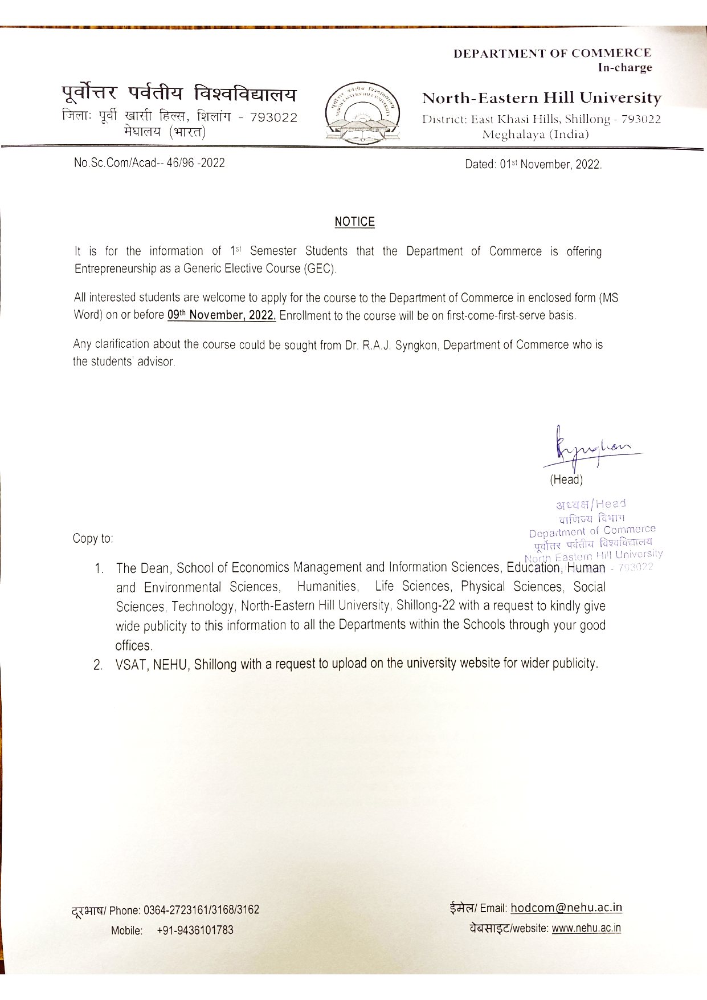 DEPARTMENT OF COMMERCE
In-charge
पूर्वोत्तर पर्वतीय विश्वविद्यालय
जिला: पूर्वी खासी हिल्स, शिलांग - 793022
मेघालय (भारत)
पूर्वोत्तर पर्वतीय विश्वविद्यालय
NORTH-EASTERN HILL UNIVERSITY
North-Eastern Hill University
District: East Khasi Hills, Shillong - 793022
Meghalaya (India)
No.Sc.Com/Acad-- 46/96 -2022
Dated: 01st November, 2022.
NOTICE
It is for the information of 1st Semester Students that the Department of Commerce is offering
Entrepreneurship as a Generic Elective Course (GEC).
All interested students are welcome to apply for the course to the Department of Commerce in enclosed form (MS
Word) on or before 09th November, 2022. Enrollment to the course will be on first-come-first-serve basis.
Any clarification about the course could be sought from Dr. R.A.J. Syngkon, Department of Commerce who is
the students' advisor.
Syngkon
(Head)
अध्यक्ष/Head
वाणिज्य विभाग
Department of Commerce
पूर्वोत्तर पर्वतीय विश्वविद्यालय
North Eastern Hill University
- 793022
Copy to:
1. The Dean, School of Economics Management and Information Sciences, Education, Human
and Environmental Sciences, Humanities, Life Sciences, Physical Sciences, Social
Sciences, Technology, North-Eastern Hill University, Shillong-22 with a request to kindly give
wide publicity to this information to all the Departments within the Schools through your good
offices.
2. VSAT, NEHU, Shillong with a request to upload on the university website for wider publicity.
दूरभाष/ Phone: 0364-2723161/3168/3162
Mobile: +91-9436101783
ईमेल/ Email: hodcom@nehu.ac.in
वेबसाइट/website: www.nehu.ac.in